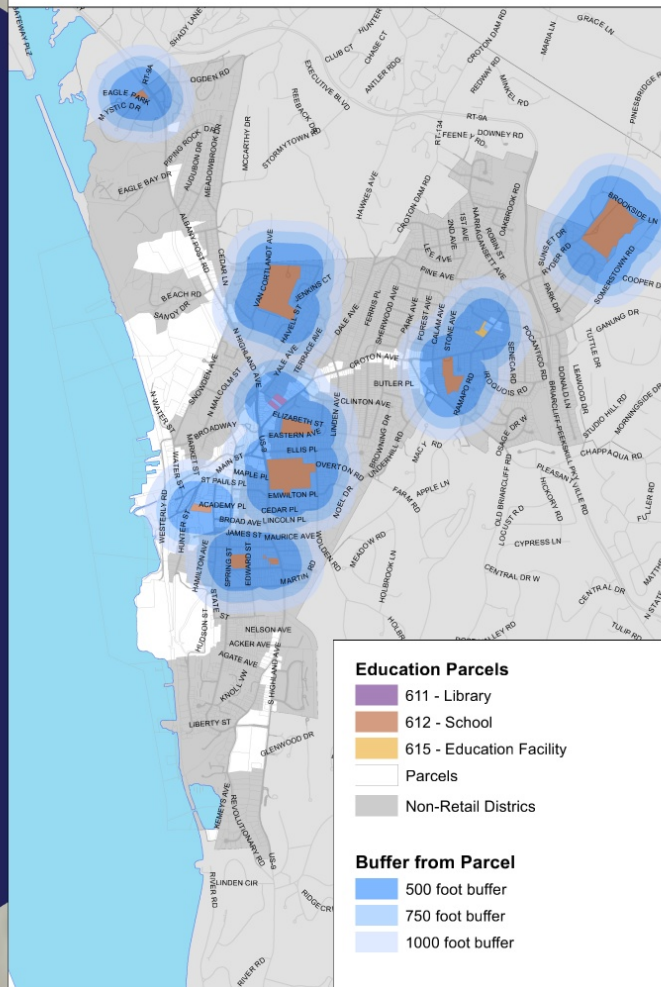 GATEWAY PLZ
SHADY LANE
HUNTER
GRACE LN
CLUB CT
CHASE CT
CROTON DAM RD
MARIA LN
RT-9A
OGDEN RD
EXECUTIVE BLVD
ANTLER RDG
REDWAY RD
MINKEL RD
PINESBRIDGE R
EAGLE PARK
MYSTIC DR
REEBACK DR
RT-9A
PIPING ROCK DR
AUDUBON DR
MEADOWBROOK DR
MCCARTHY DR
STORMYTOWN RD
RT-134
FEENEY RD
DOWNEY RD
EAGLE BAY DR
HAWKES AVE
CROTON DAM RD
OAKBROOK RD
BROOKSIDE LN
ALBANY POST RD
CEDAR LN
VAN CORTLANDT AVE
2ND AVE
1ST AVE
NARRAGANSETT AVE
ROBIN ST
SUNSET DR
RYDER RD
LEE AVE
PINE AVE
SOMERSTOWN RD
COOPER D
BEACH RD
SANDY DR
HAVELL ST
JENKINS CT
DALE AVE
FERRIS PL
SHERWOOD AVE
PARK AVE
FOREST AVE
CALAM AVE
STONE AVE
PARK DR
GANUNG DR
N HIGHLAND AVE
YALE AVE
TERRACE AVE
POCANTICO RD
SENECA RD
TUTTLE DR
SNOWDEN AVE
N MALCOLM ST
CROTON AVE
BUTLER PL
RAMAPO RD
IROQUOIS RD
DONALD LN
LEAWOOD DR
N WATER ST
BROADWAY
ELIZABETH ST
LINDEN AVE
CLINTON AVE
BROWNING DR
UNDERHILL RD
BRIARCLIFF-PEEKSKILL PKY
STUDIO HILL RD
MORNINGSIDE DR
US-9
EASTERN AVE
ELLIS PL
MACY RD
OSAGE DR W
CHAPPAQUA RD
MARKET ST
WATER ST
MAIN ST
ST PAULS PL
MAPLE PL
OVERTON RD
PLEASANTVILLE RD
WESTERLY RD
ACADEMY PL
EMWILTON PL
NOEL DR
FARM RD
APPLE LN
OLD BRIARCLIFF RD
HICKORY RD
FULLER RD
HUNTER ST
BROAD AVE
CEDAR PL
LINCOLN PL
LOCUST RD
JAMES ST
MAURICE AVE
MEADOW RD
CYPRESS LN
HAMILTON AVE
SPRING ST
EDWARD ST
MARTIN RD
HOLBROOK LN
CENTRAL DR W
CENTRAL DR
STATE ST
HUDSON ST
NELSON AVE
TULIP RD
ACKER AVE
AGATE AVE
KNOLL VW
S HIGHLAND AVE
LIBERTY ST
GLENWOOD DR
KEMEYS AVE
REVOLUTIONARY RD
US-9
RIVER RD
LINDEN CIR
RIVER RD
Education Parcels
611 - Library
612 - School
615 - Education Facility
Parcels
Non-Retail Districs
Buffer from Parcel
500 foot buffer
750 foot buffer
1000 foot buffer